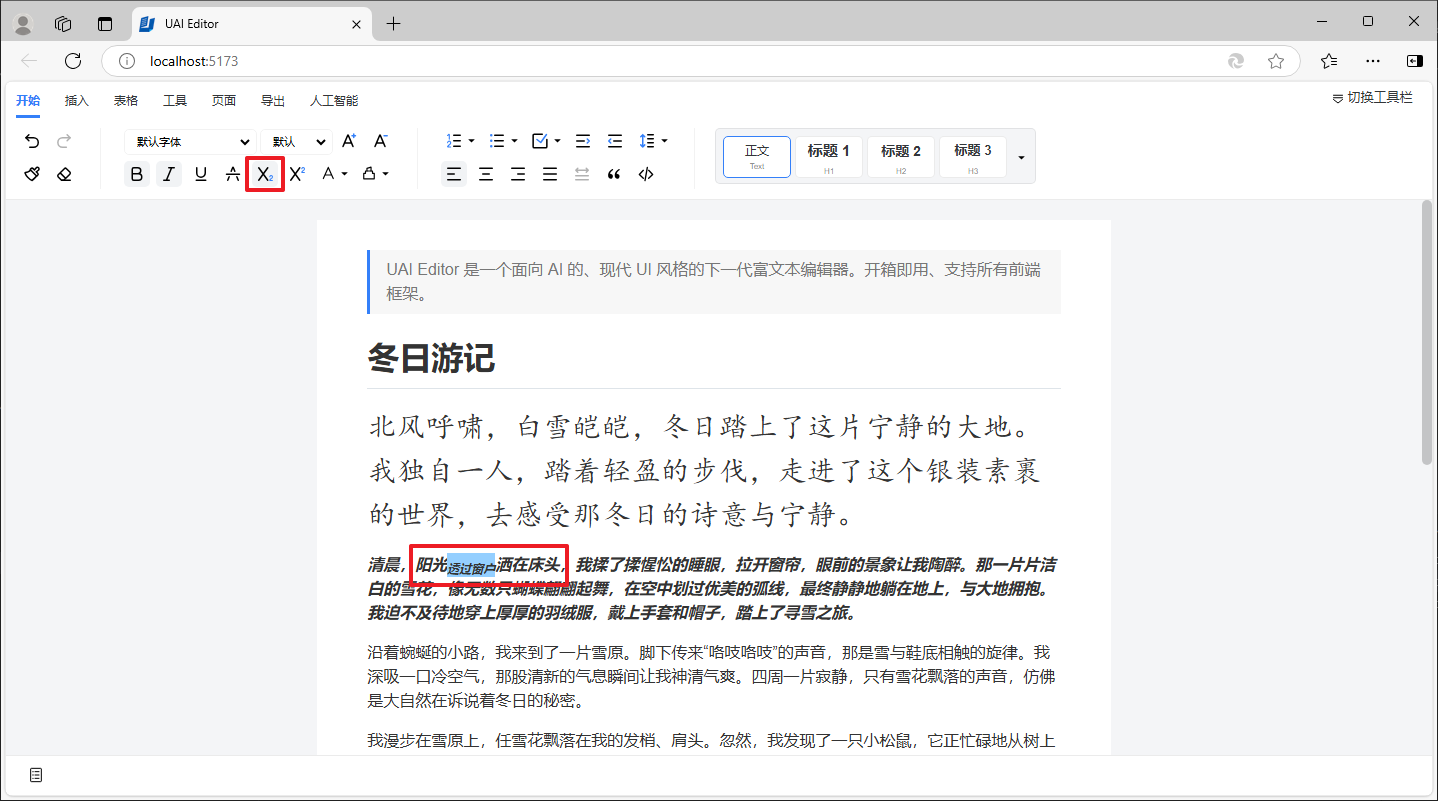 UAI Editor
localhost:5173
开始 插入 表格 工具 页面 导出 人工智能 切换工具栏
默认字体 默认 A+ A-
正文 标题 1 标题 2 标题 3
Text H1 H2 H3
B I U A X2 X2 A
UAI Editor 是一个面向 AI 的、现代 UI 风格的下一代富文本编辑器。开箱即用、支持所有前端
框架。
冬日游记
北风呼啸，白雪皑皑，冬日踏上了这片宁静的大地。
我独自一人，踏着轻盈的步伐，走进了这个银装素裹
的世界，去感受那冬日的诗意与宁静。
清晨，阳光透过窗户洒在床头，我揉了揉惺忪的睡眼，拉开窗帘，眼前的景象让我陶醉。那一片片洁
白的雪花，像无数只蝴蝶翩翩起舞，在空中划过优美的弧线，最终静静地躺在地上，与大地拥抱。
我迫不及待地穿上厚厚的羽绒服，戴上手套和帽子，踏上了寻雪之旅。
沿着蜿蜒的小路，我来到了一片雪原。脚下传来“咯吱咯吱”的声音，那是雪与鞋底相触的旋律。我
深吸一口冷空气，那股清新的气息瞬间让我神清气爽。四周一片寂静，只有雪花飘落的声音，仿佛
是大自然在诉说着冬日的秘密。
我漫步在雪原上，任雪花飘落在我的发梢、肩头。忽然，我发现了一只小松鼠，它正忙碌地从树上